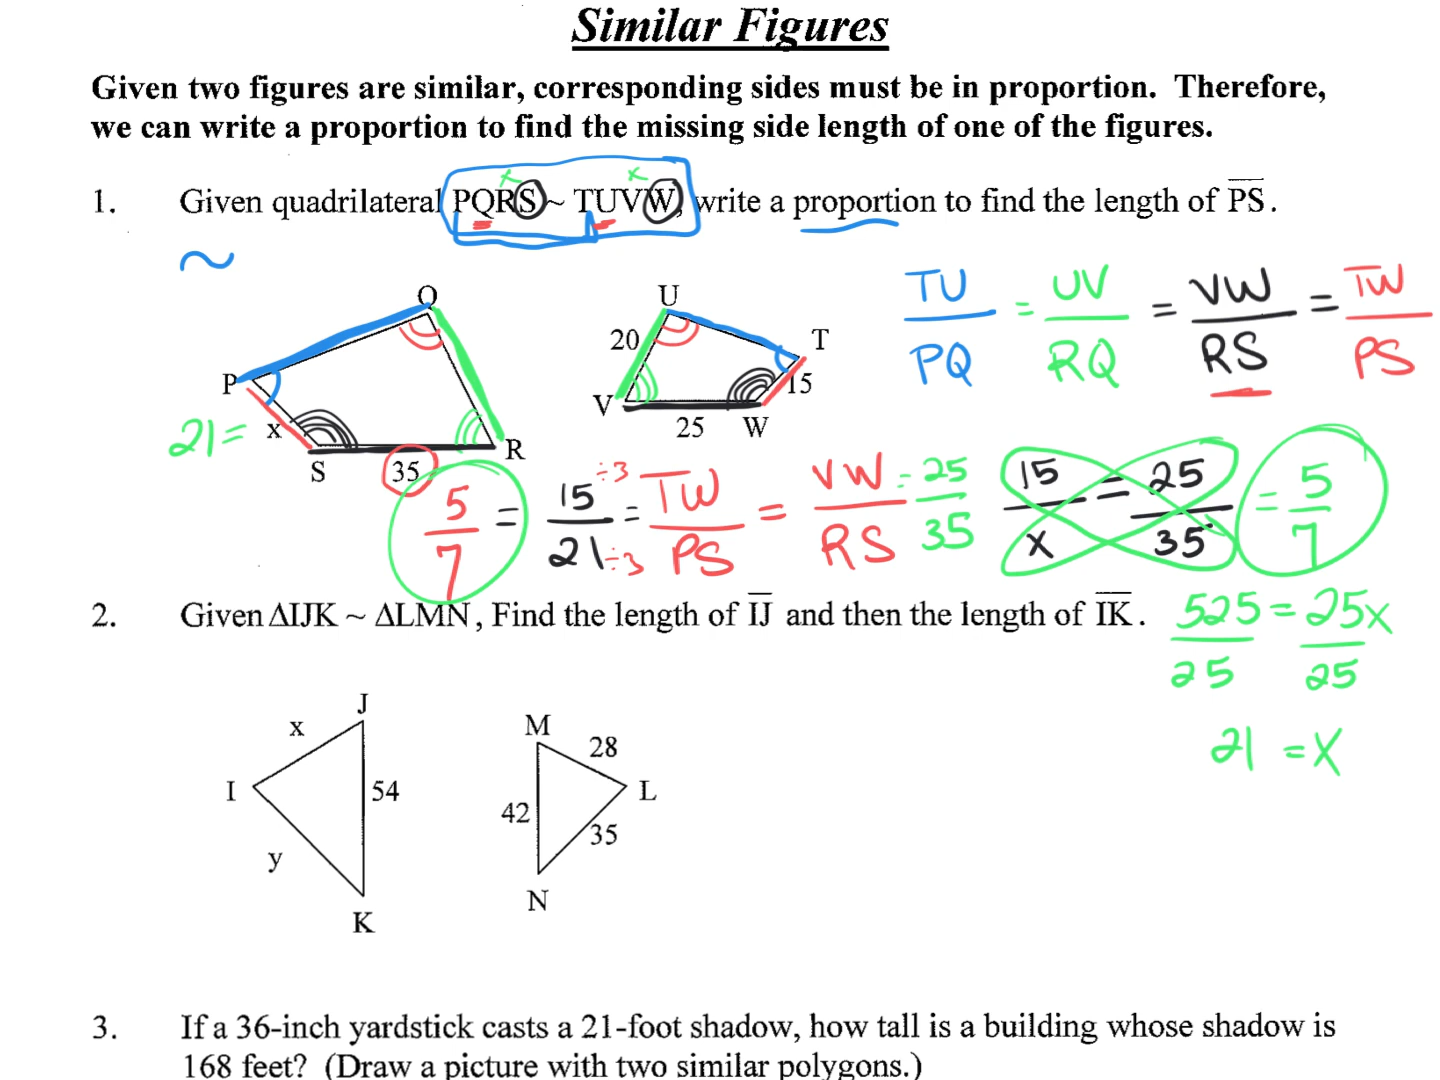 Similar Figures
Given two figures are similar, corresponding sides must be in proportion. Therefore,
we can write a proportion to find the missing side length of one of the figures.
1. Given quadrilateral PQRS ~ TUVW, write a proportion to find the length of PS.
~
TU/PQ = UV/RQ = VW/RS = TW/PS
Q
U
20
T
P
15
V
21 = x
25 W
R
S 35
5/7 = 15÷3/21÷3 = TW/PS = VW/RS = 25/35
15/x = 25/35 = 5/7
2. Given ΔIJK ~ ΔLMN, Find the length of IJ and then the length of IK.
525/25 = 25x/25
21 = x
J
x
M
28
I
54
L
42
35
y
N
K
3. If a 36-inch yardstick casts a 21-foot shadow, how tall is a building whose shadow is
168 feet? (Draw a picture with two similar polygons.)